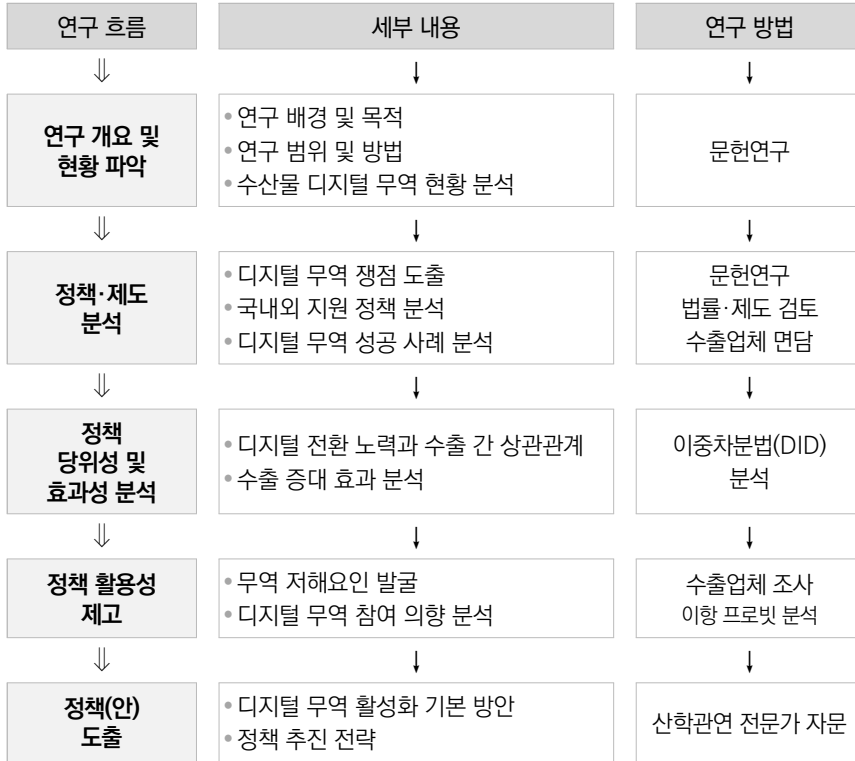 연구 흐름
세부 내용
연구 방법
연구 개요 및
현황 파악
• 연구 배경 및 목적
• 연구 범위 및 방법
• 수산물 디지털 무역 현황 분석
문헌연구
정책·제도
분석
• 디지털 무역 쟁점 도출
• 국내외 지원 정책 분석
• 디지털 무역 성공 사례 분석
문헌연구
법률·제도 검토
수출업체 면담
정책
당위성 및
효과성 분석
• 디지털 전환 노력과 수출 간 상관관계
• 수출 증대 효과 분석
이중차분법(DID)
분석
정책 활용성
제고
• 무역 저해요인 발굴
• 디지털 무역 참여 의향 분석
수출업체 조사
이항 프로빗 분석
정책(안)
도출
• 디지털 무역 활성화 기본 방안
• 정책 추진 전략
산학관연 전문가 자문